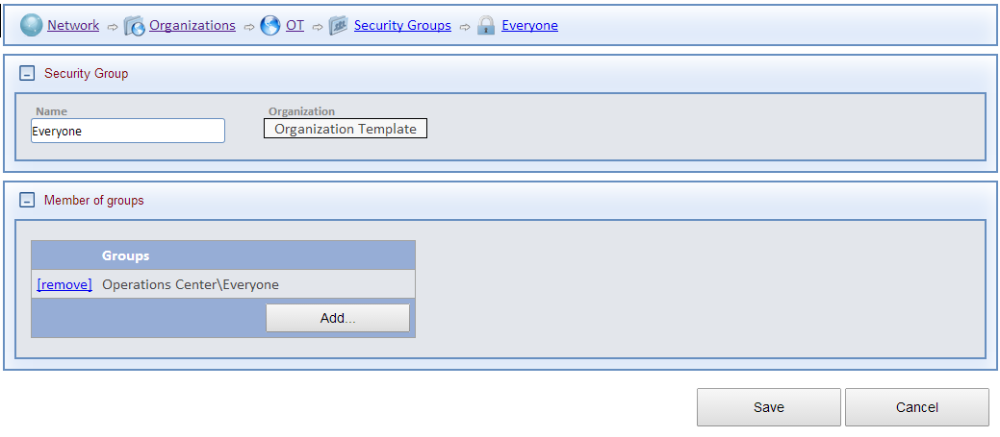 Network ⇨ Organizations ⇨ OT ⇨ Security Groups ⇨ Everyone
Security Group
Name Organization
Everyone Organization Template
Member of groups
Groups
[remove] Operations Center\Everyone
Add...
Save Cancel